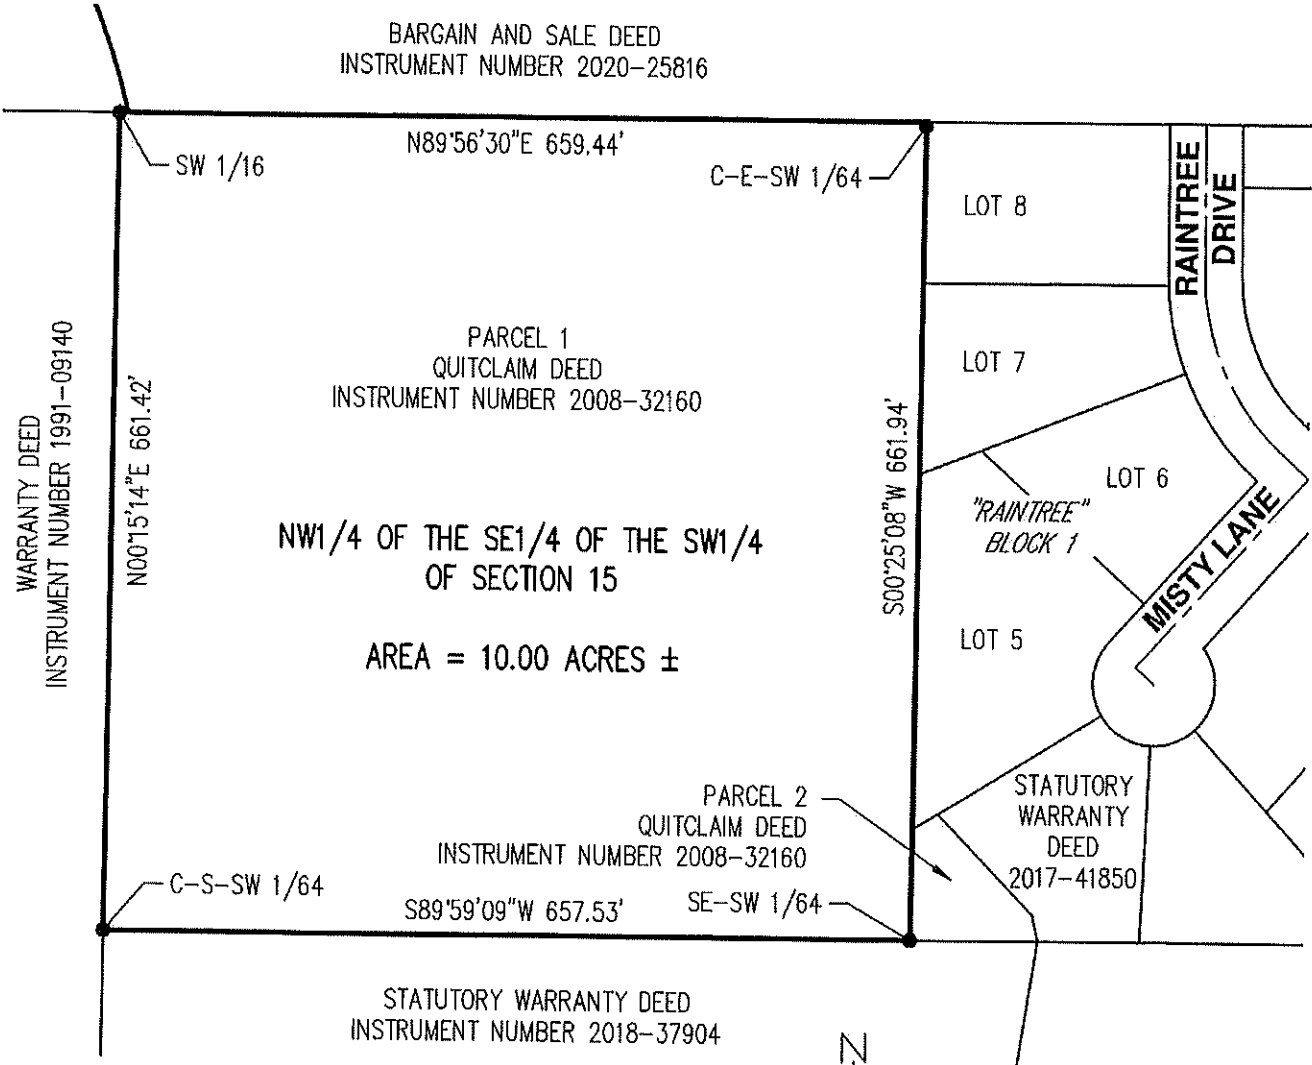 BARGAIN AND SALE DEED
INSTRUMENT NUMBER 2020-25816
N89°56'30"E 659.44'
SW 1/16
C-E-SW 1/64
LOT 8
RAINTREE
DRIVE
WARRANTY DEED
INSTRUMENT NUMBER 1991-09140
N00°15'14"E 661.42'
PARCEL 1
QUITCLAIM DEED
INSTRUMENT NUMBER 2008-32160
S00°25'08"W 661.94'
LOT 7
LOT 6
"RAINTREE"
BLOCK 1
MISTY LANE
NW1/4 OF THE SE1/4 OF THE SW1/4
OF SECTION 15
AREA = 10.00 ACRES ±
LOT 5
PARCEL 2
QUITCLAIM DEED
INSTRUMENT NUMBER 2008-32160
STATUTORY
WARRANTY
DEED
2017-41850
C-S-SW 1/64
S89°59'09"W 657.53'
SE-SW 1/64
STATUTORY WARRANTY DEED
INSTRUMENT NUMBER 2018-37904
N